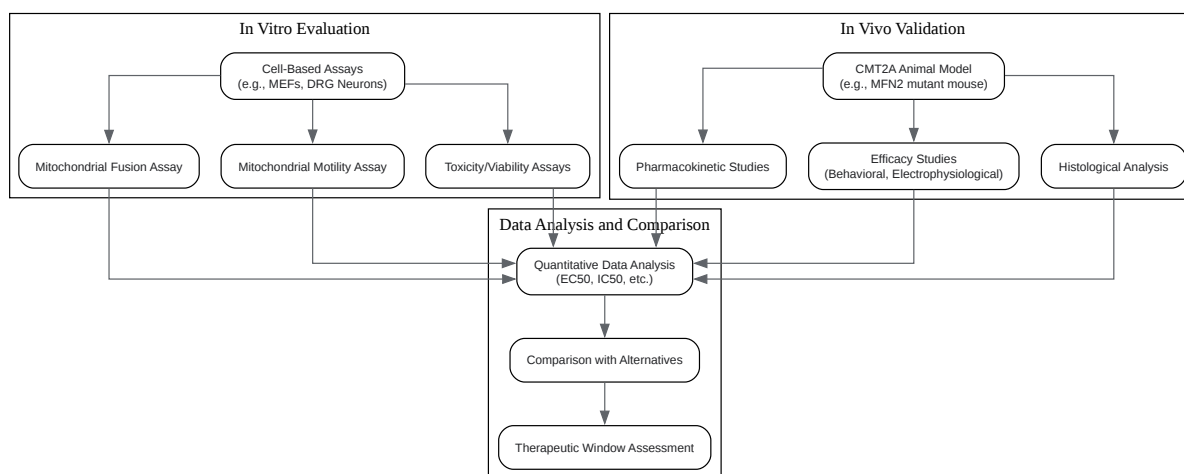 In Vitro Evaluation
Cell-Based Assays
(e.g., MEFs, DRG Neurons)
Mitochondrial Fusion Assay
Mitochondrial Motility Assay
Toxicity/Viability Assays
In Vivo Validation
CMT2A Animal Model
(e.g., MFN2 mutant mouse)
Pharmacokinetic Studies
Efficacy Studies
(Behavioral, Electrophysiological)
Histological Analysis
Data Analysis and Comparison
Quantitative Data Analysis
(EC50, IC50, etc.)
Comparison with Alternatives
Therapeutic Window Assessment